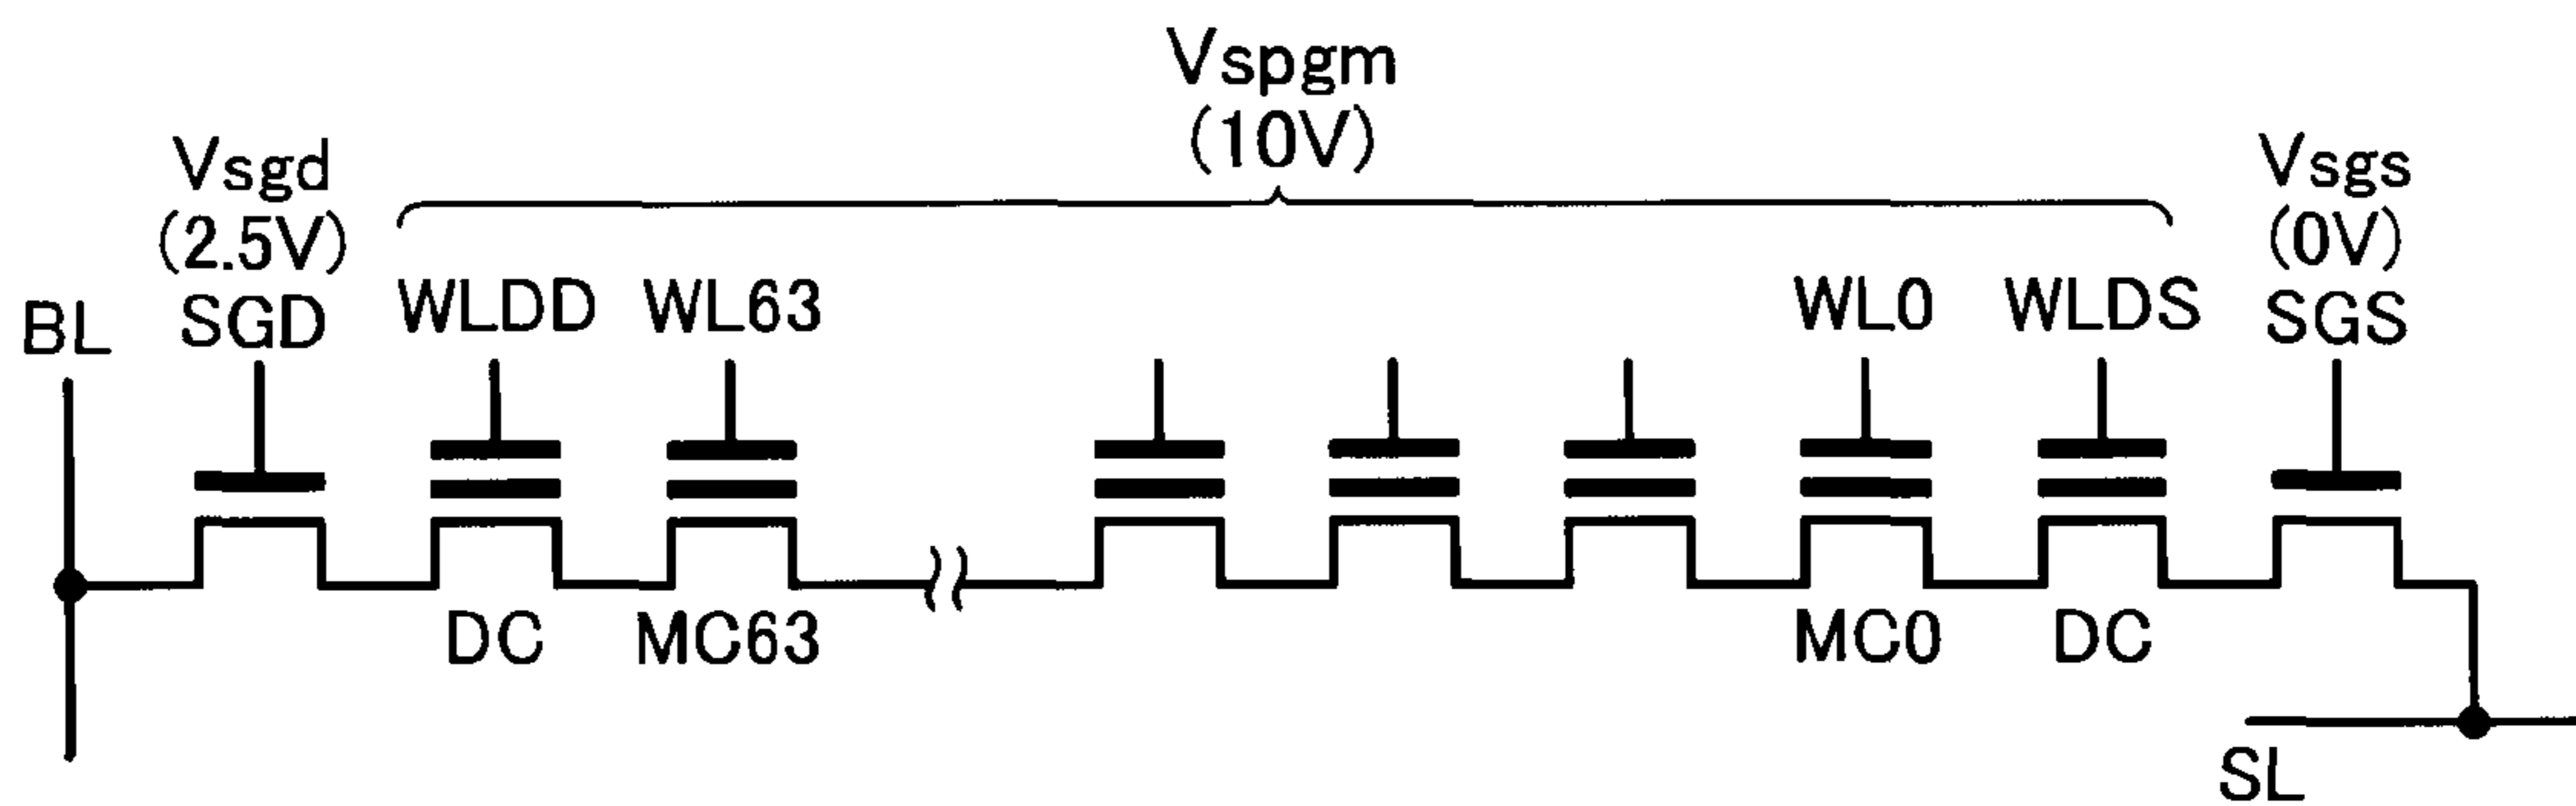 Vspgm
(10V)
Vsgd
(2.5V)
Vsgs
(0V)
BL
SGD
WLDD
WL63
WL0
WLDS
SGS
DC
MC63
MC0
DC
SL